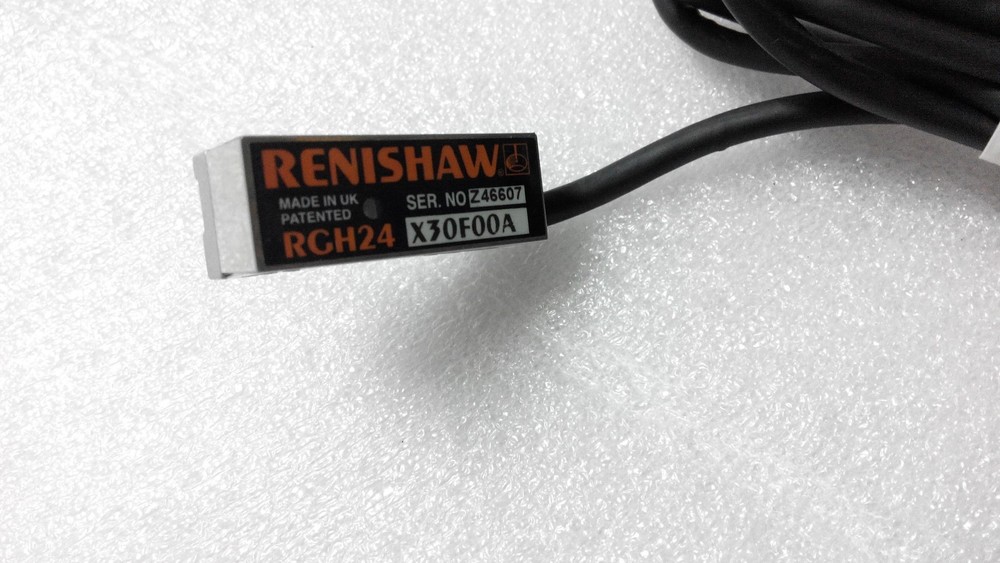 RENISHAW
MADE IN UK
PATENTED
SER. NO Z46607
RGH24 X30F00A